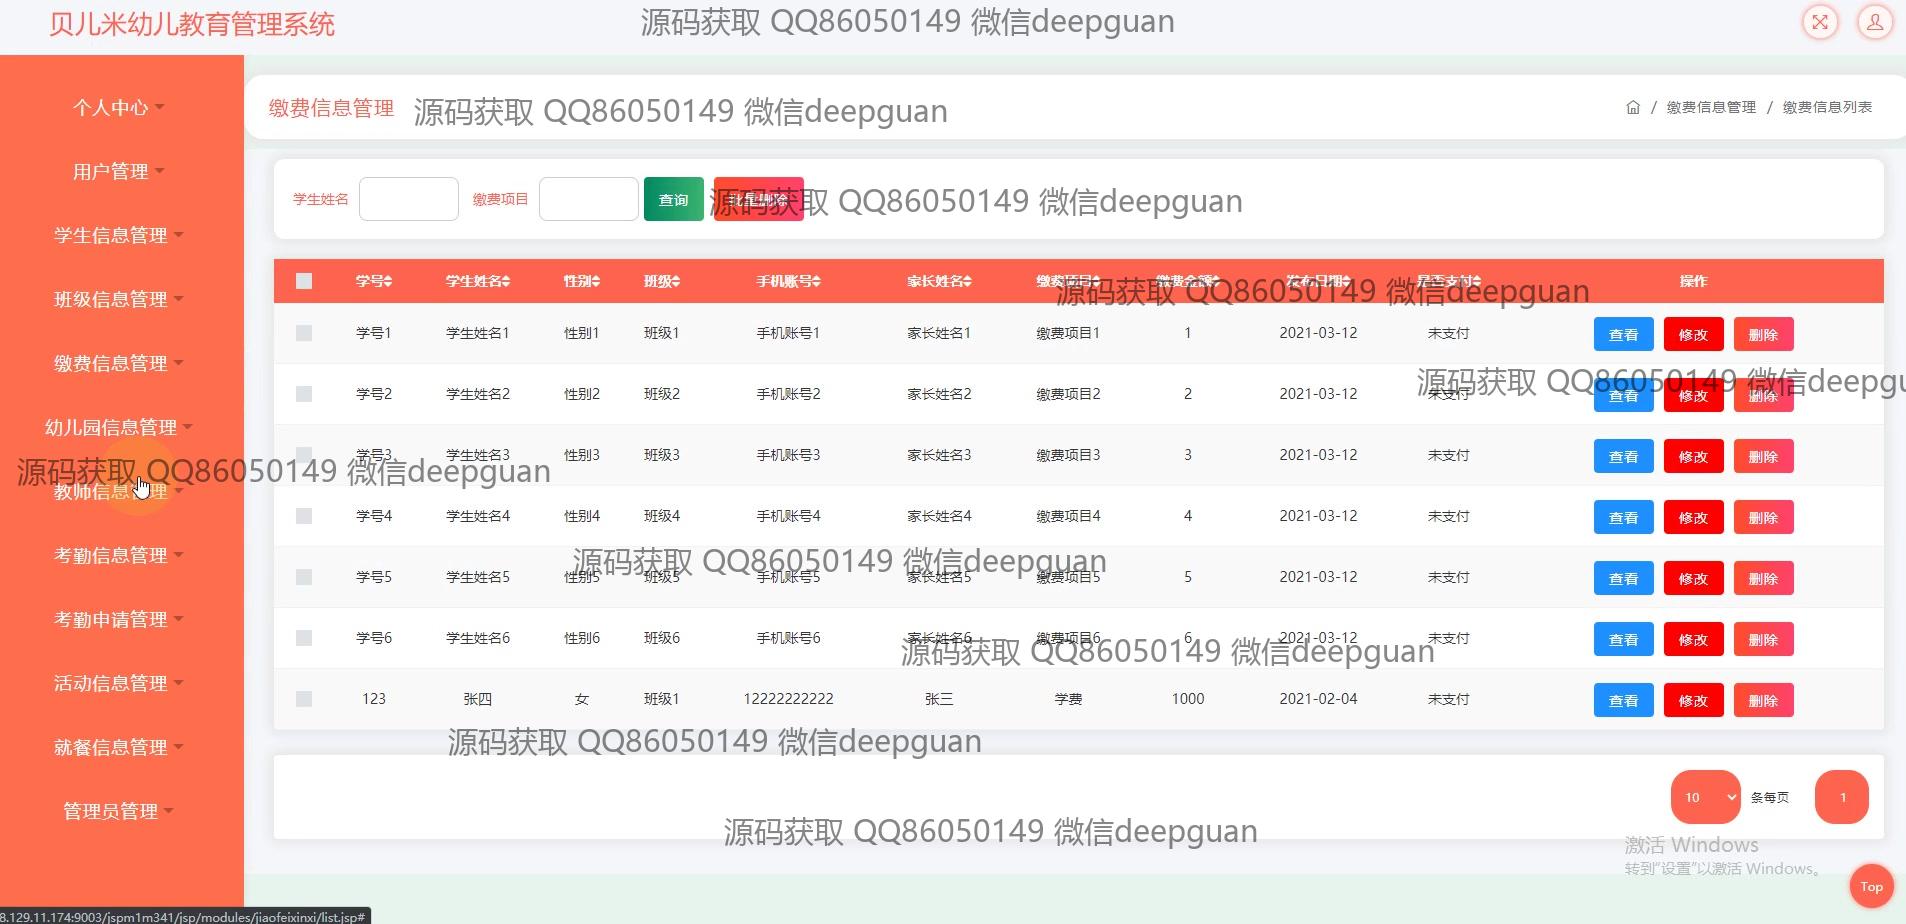 贝儿米幼儿教育管理系统
源码获取 QQ86050149 微信deepguan
个人中心
用户管理
学生信息管理
班级信息管理
缴费信息管理
幼儿园信息管理
教师信息管理
考勤信息管理
考勤申请管理
活动信息管理
就餐信息管理
管理员管理
缴费信息管理 源码获取 QQ86050149 微信deepguan
/ 缴费信息管理 / 缴费信息列表
学生姓名 缴费项目 查询 批量删除
源码获取 QQ86050149 微信deepguan
学号 学生姓名 性别 班级 手机账号 家长姓名 缴费项目 缴费金额 发布日期 是否支付 操作
源码获取 QQ86050149 微信deepguan
学号1 学生姓名1 性别1 班级1 手机账号1 家长姓名1 缴费项目1 1 2021-03-12 未支付 查看 修改 删除
源码获取 QQ86050149 微信deepgu
学号2 学生姓名2 性别2 班级2 手机账号2 家长姓名2 缴费项目2 2 2021-03-12 未支付 查看 修改 删除
学号3 学生姓名3 性别3 班级3 手机账号3 家长姓名3 缴费项目3 3 2021-03-12 未支付 查看 修改 删除
源码获取 QQ86050149 微信deepguan
学号4 学生姓名4 性别4 班级4 手机账号4 家长姓名4 缴费项目4 4 2021-03-12 未支付 查看 修改 删除
源码获取 QQ86050149 微信deepguan
学号5 学生姓名5 性别5 班级5 手机账号5 家长姓名5 缴费项目5 5 2021-03-12 未支付 查看 修改 删除
学号6 学生姓名6 性别6 班级6 手机账号6 家长姓名6 缴费项目6 6 2021-03-12 未支付 查看 修改 删除
源码获取 QQ86050149 微信deepguan
123 张四 女 班级1 12222222222 张三 学费 1000 2021-02-04 未支付 查看 修改 删除
源码获取 QQ86050149 微信deepguan
10 条每页 1
源码获取 QQ86050149 微信deepguan
激活 Windows
转到"设置"以激活 Windows。
Top
8.129.11.174:9003/jspm1m341/jsp/modules/jiaofeixinxi/list.jsp#